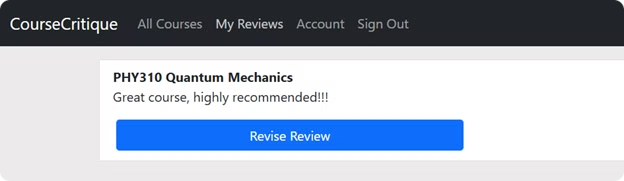 CourseCritique All Courses My Reviews Account Sign Out
PHY310 Quantum Mechanics
Great course, highly recommended!!!
Revise Review